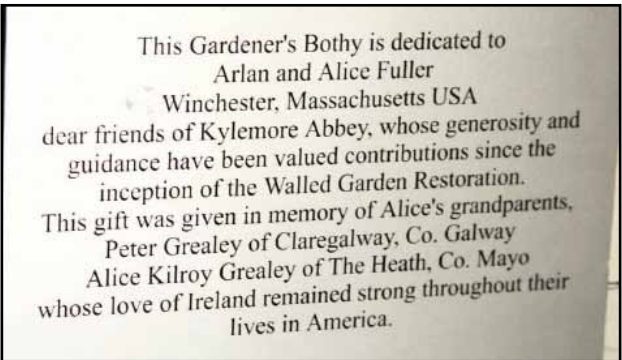 This Gardener's Bothy is dedicated to
Arlan and Alice Fuller
Winchester, Massachusetts USA
dear friends of Kylemore Abbey, whose generosity and
guidance have been valued contributions since the
inception of the Walled Garden Restoration.
This gift was given in memory of Alice's grandparents,
Peter Grealey of Claregalway, Co. Galway
Alice Kilroy Grealey of The Heath, Co. Mayo
whose love of Ireland remained strong throughout their
lives in America.